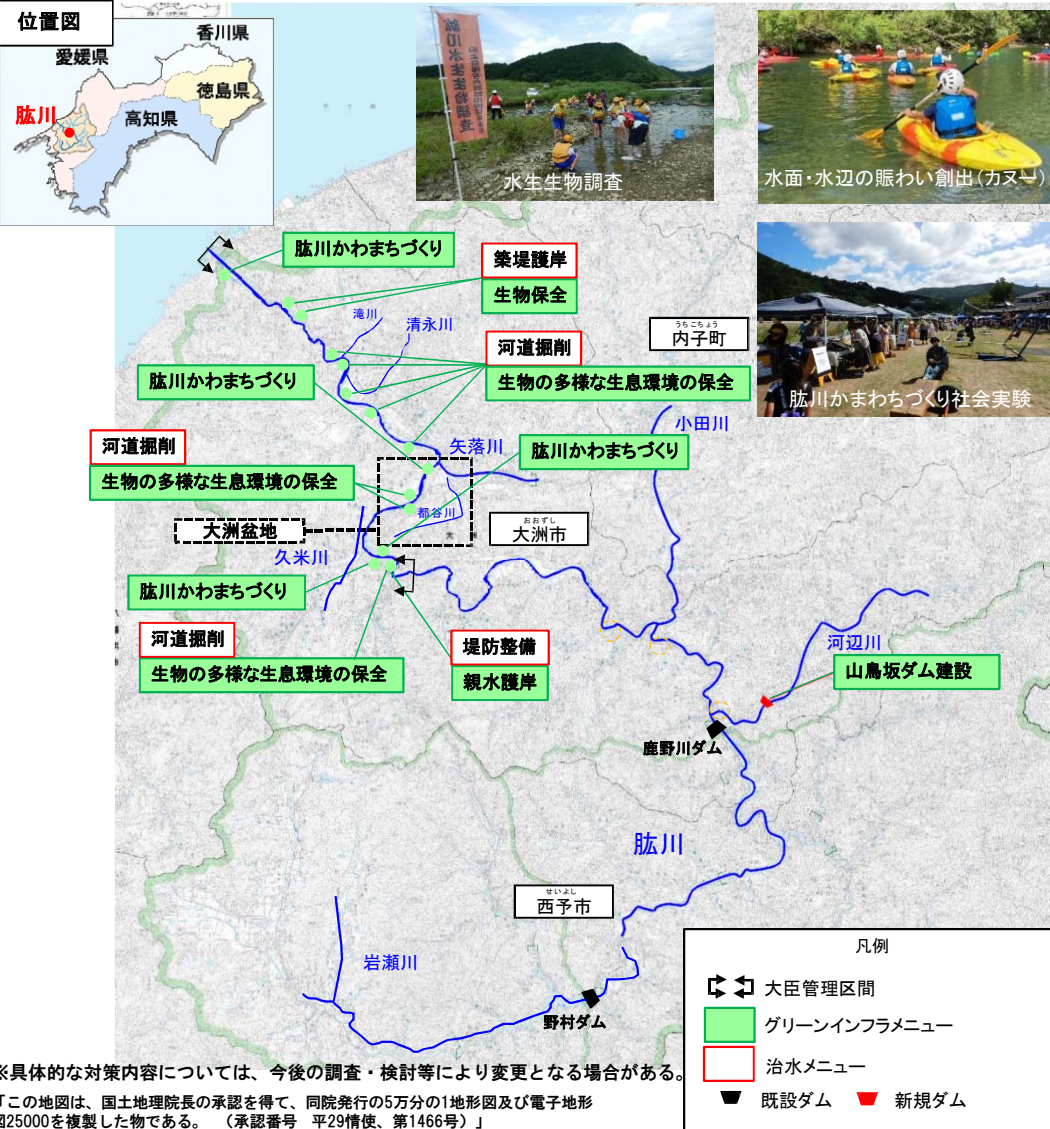 位置図
香川県
愛媛県
徳島県
肱川
高知県
肱川水生生物調査
水生生物調査
水面・水辺の賑わい創出(カヌー)
肱川かまわちづくり社会実験
肱川かわまちづくり
築堤護岸
生物保全
滝川
清永川
うちこちょう
内子町
河道掘削
生物の多様な生息環境の保全
肱川かわまちづくり
小田川
河道掘削
生物の多様な生息環境の保全
矢落川
肱川かわまちづくり
都谷川
大洲盆地
おおずし
大洲市
大
久米川
肱川かわまちづくり
河道掘削
生物の多様な生息環境の保全
堤防整備
親水護岸
河辺川
山鳥坂ダム建設
鹿野川ダム
肱川
せいよし
西予市
岩瀬川
野村ダム
凡例
大臣管理区間
グリーンインフラメニュー
治水メニュー
既設ダム
新規ダム
※具体的な対策内容については、今後の調査・検討等により変更となる場合がある。
「この地図は、国土地理院長の承認を得て、同院発行の5万分の1地形図及び電子地形
図25000を複製した物である。 (承認番号 平29情使、第1466号)」